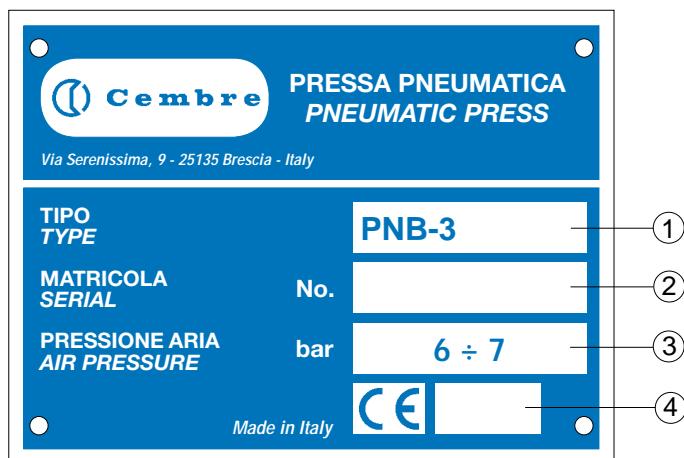 Cembre
PRESSA PNEUMATICA
PNEUMATIC PRESS
Via Serenissima, 9 - 25135 Brescia - Italy
TIPO
TYPE
PNB-3
1
MATRICOLA
SERIAL
No.
2
PRESSIONE ARIA
AIR PRESSURE
bar
6 ÷ 7
3
Made in Italy
CE
4